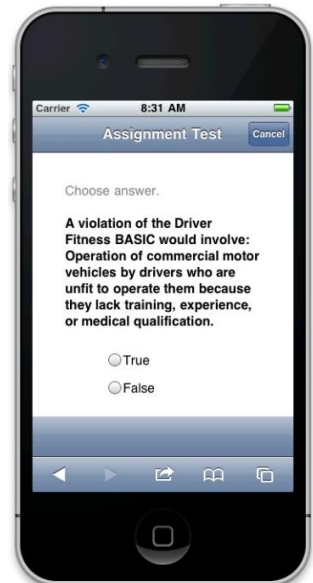 Carrier 8:31 AM
Assignment Test Cancel
Choose answer.
A violation of the Driver
Fitness BASIC would involve:
Operation of commercial motor
vehicles by drivers who are
unfit to operate them because
they lack training, experience,
or medical qualification.
True
False